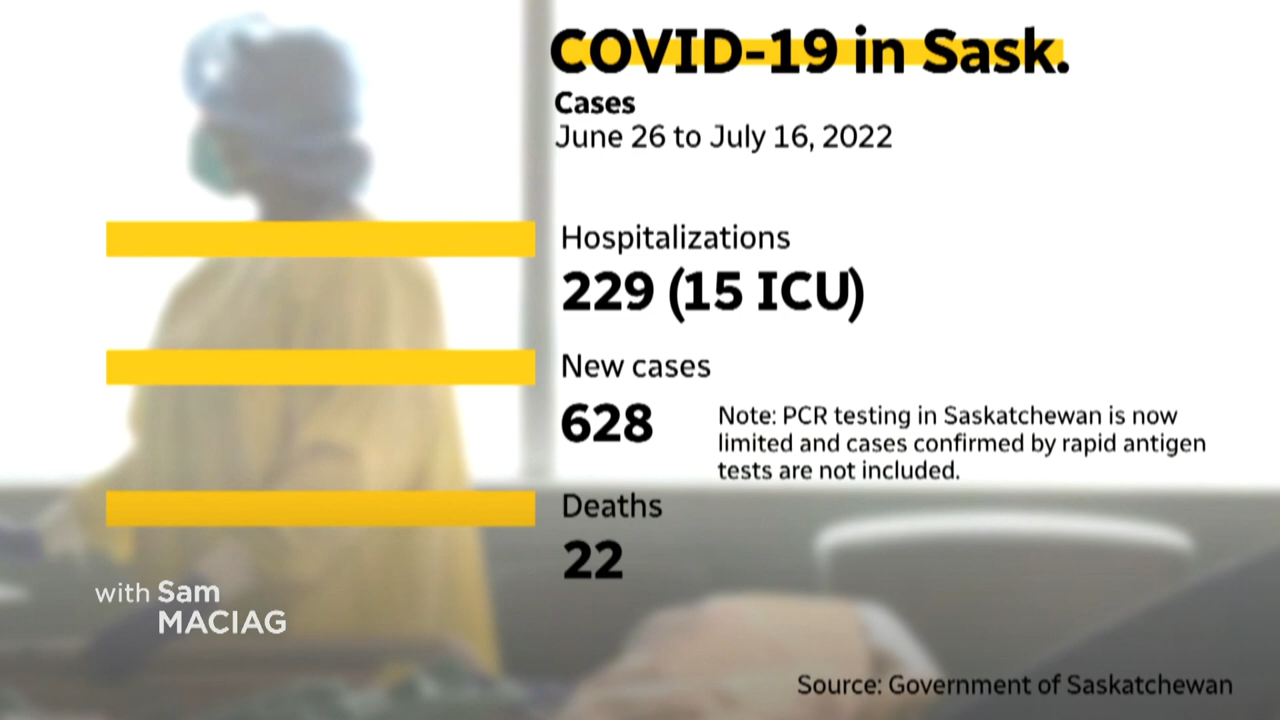 COVID-19 in Sask.
Cases
June 26 to July 16, 2022
Hospitalizations
229 (15 ICU)
New cases
628
Note: PCR testing in Saskatchewan is now
limited and cases confirmed by rapid antigen
tests are not included.
Deaths
22
with Sam
MACIAG
Source: Government of Saskatchewan